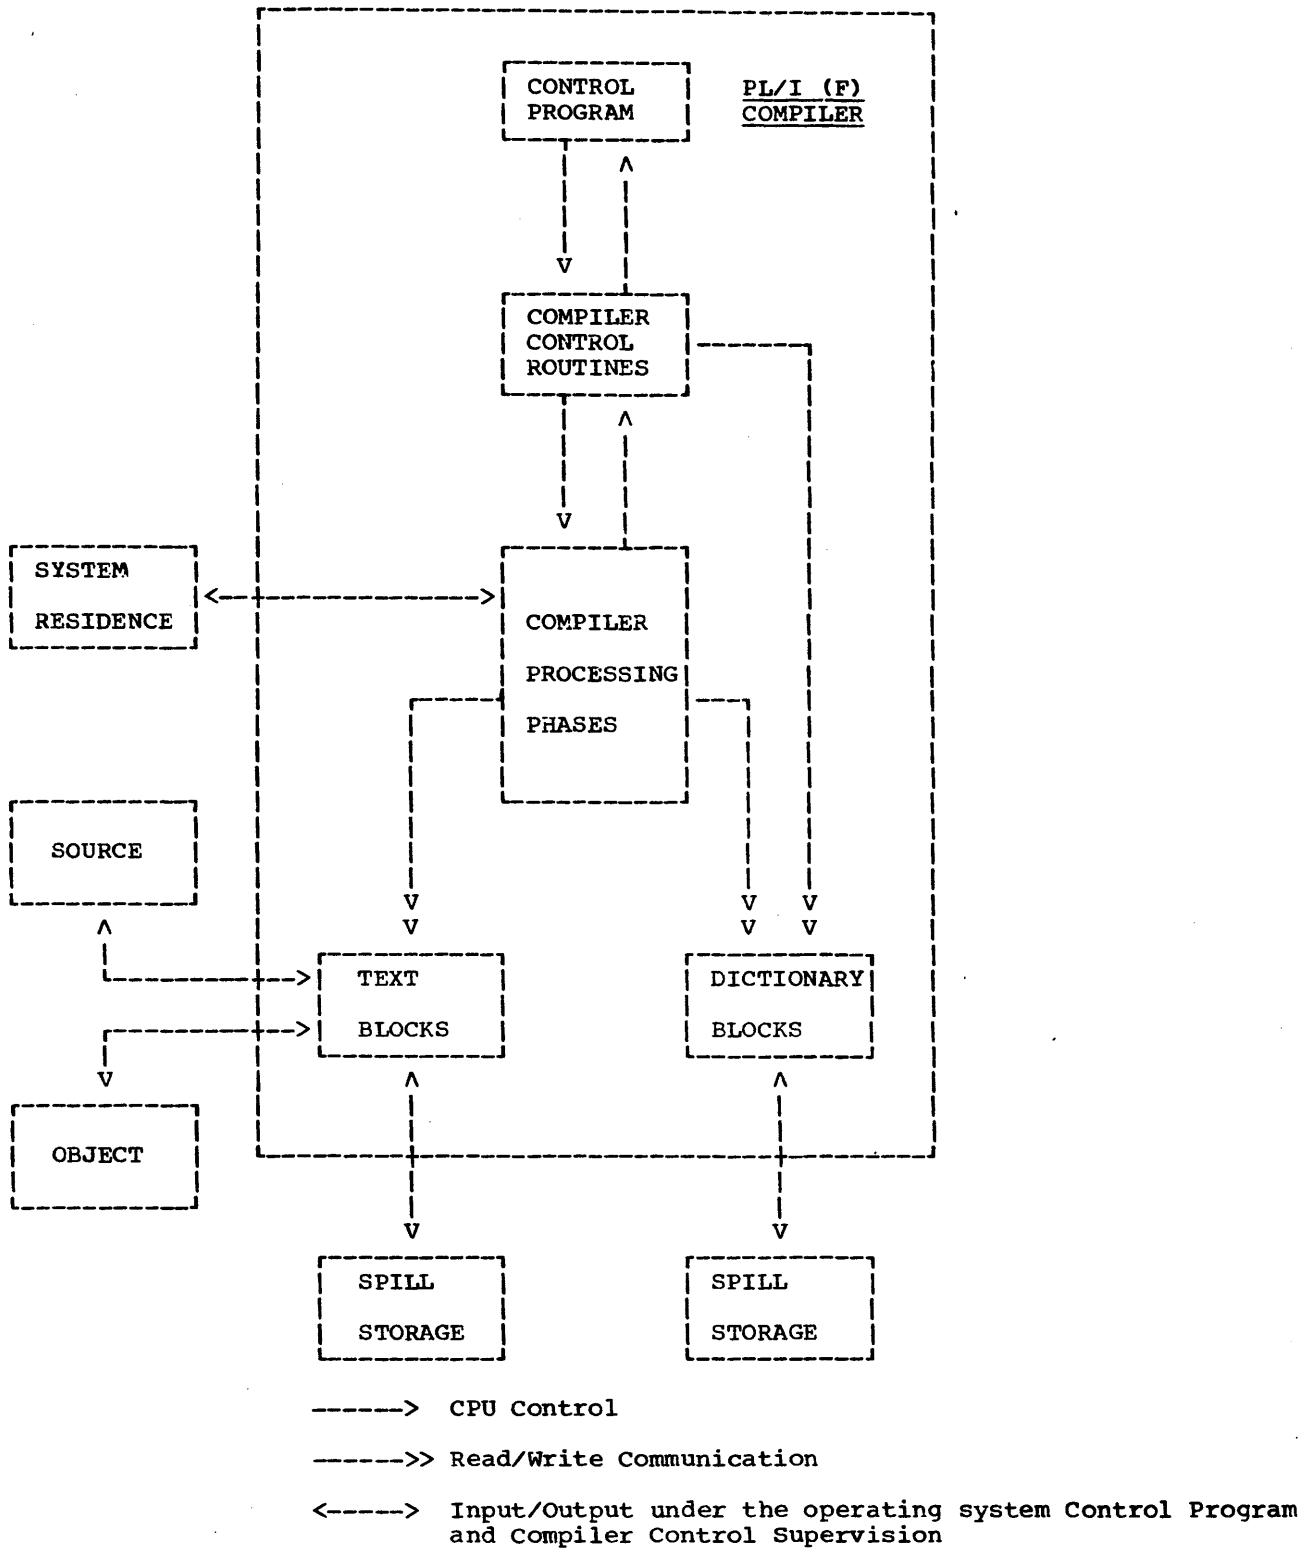 CONTROL
PROGRAM
PL/I (F)
COMPILER
COMPILER
CONTROL
ROUTINES
SYSTEM
RESIDENCE
COMPILER
PROCESSING
PHASES
SOURCE
TEXT
BLOCKS
DICTIONARY
BLOCKS
OBJECT
SPILL
STORAGE
SPILL
STORAGE
------> CPU Control
------>> Read/Write Communication
<-----> Input/Output under the operating system Control Program
and Compiler Control Supervision